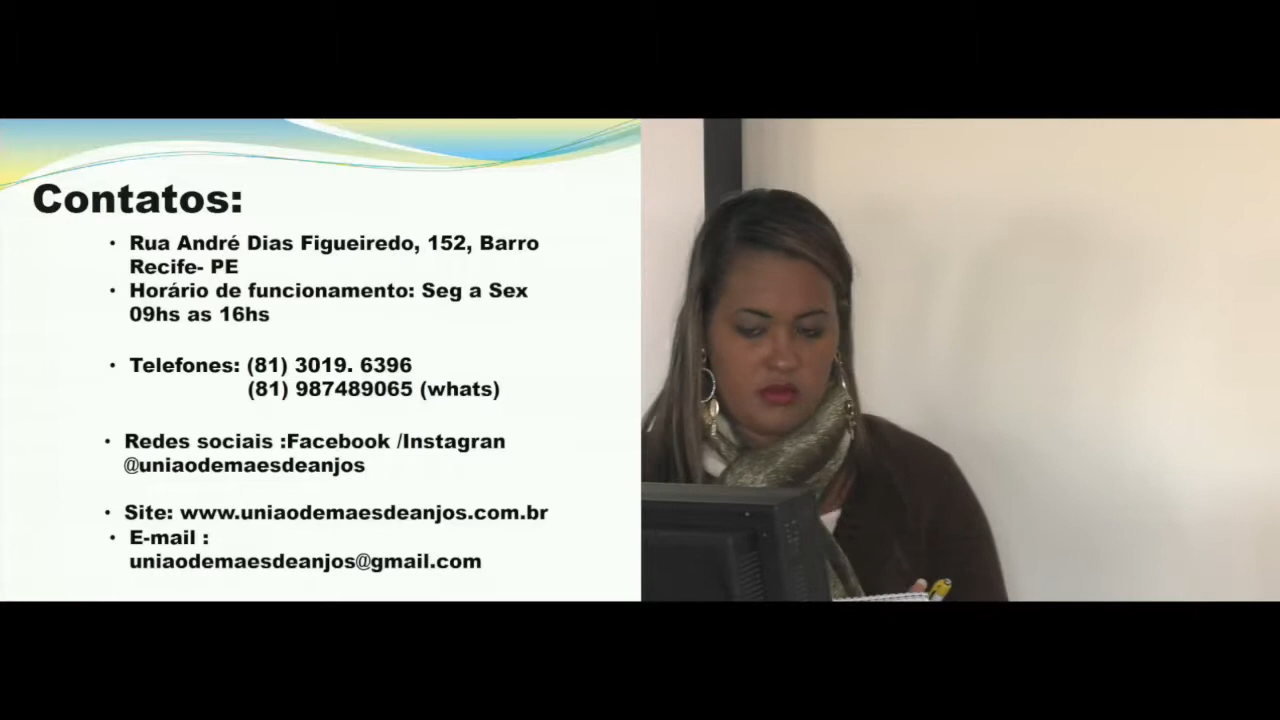 Contatos:
• Rua André Dias Figueiredo, 152, Barro
Recife- PE
• Horário de funcionamento: Seg a Sex
09hs as 16hs
• Telefones: (81) 3019. 6396
(81) 987489065 (whats)
• Redes sociais :Facebook /Instagran
@uniaodemaesdeanjos
• Site: www.uniaodemaesdeanjos.com.br
• E-mail :
uniaodemaesdeanjos@gmail.com